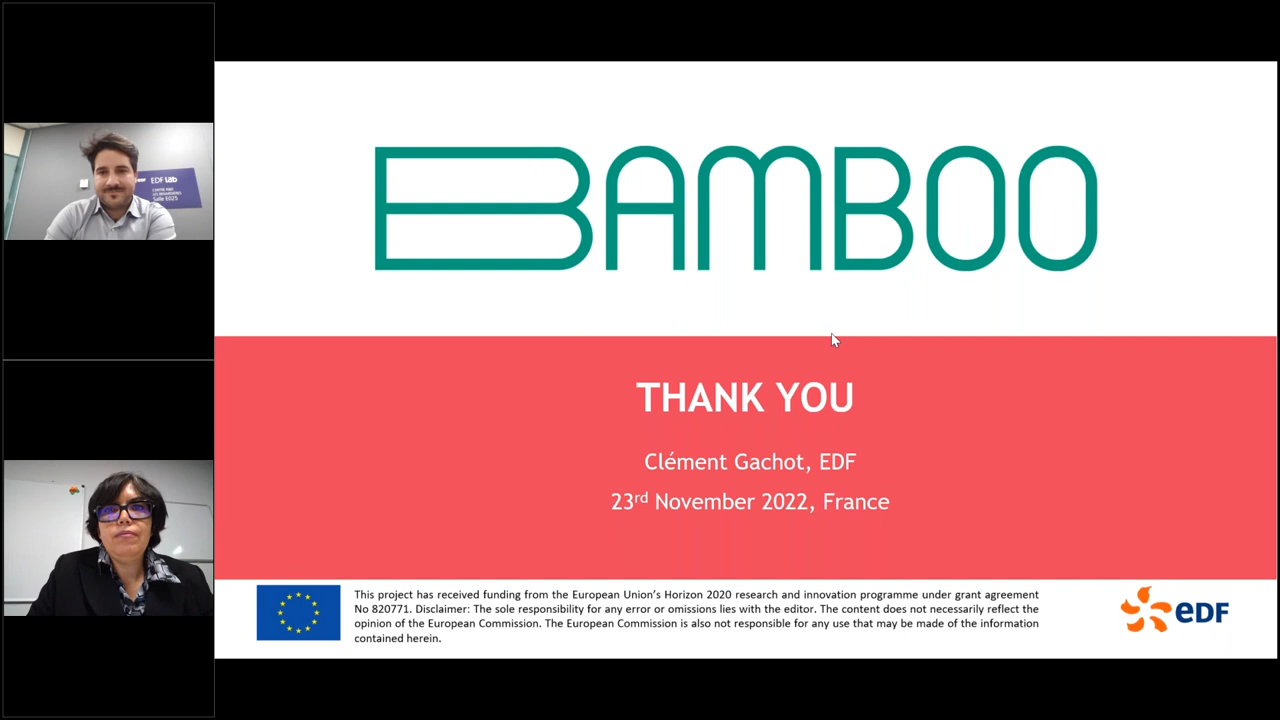 EDF lab
Salle E025
BAMBOO
THANK YOU
Clément Gachot, EDF
23rd November 2022, France
This project has received funding from the European Union's Horizon 2020 research and innovation programme under grant agreement
No 820771. Disclaimer: The sole responsibility for any error or omissions lies with the editor. The content does not necessarily reflect the
opinion of the European Commission. The European Commission is also not responsible for any use that may be made of the information
contained herein.
eDF